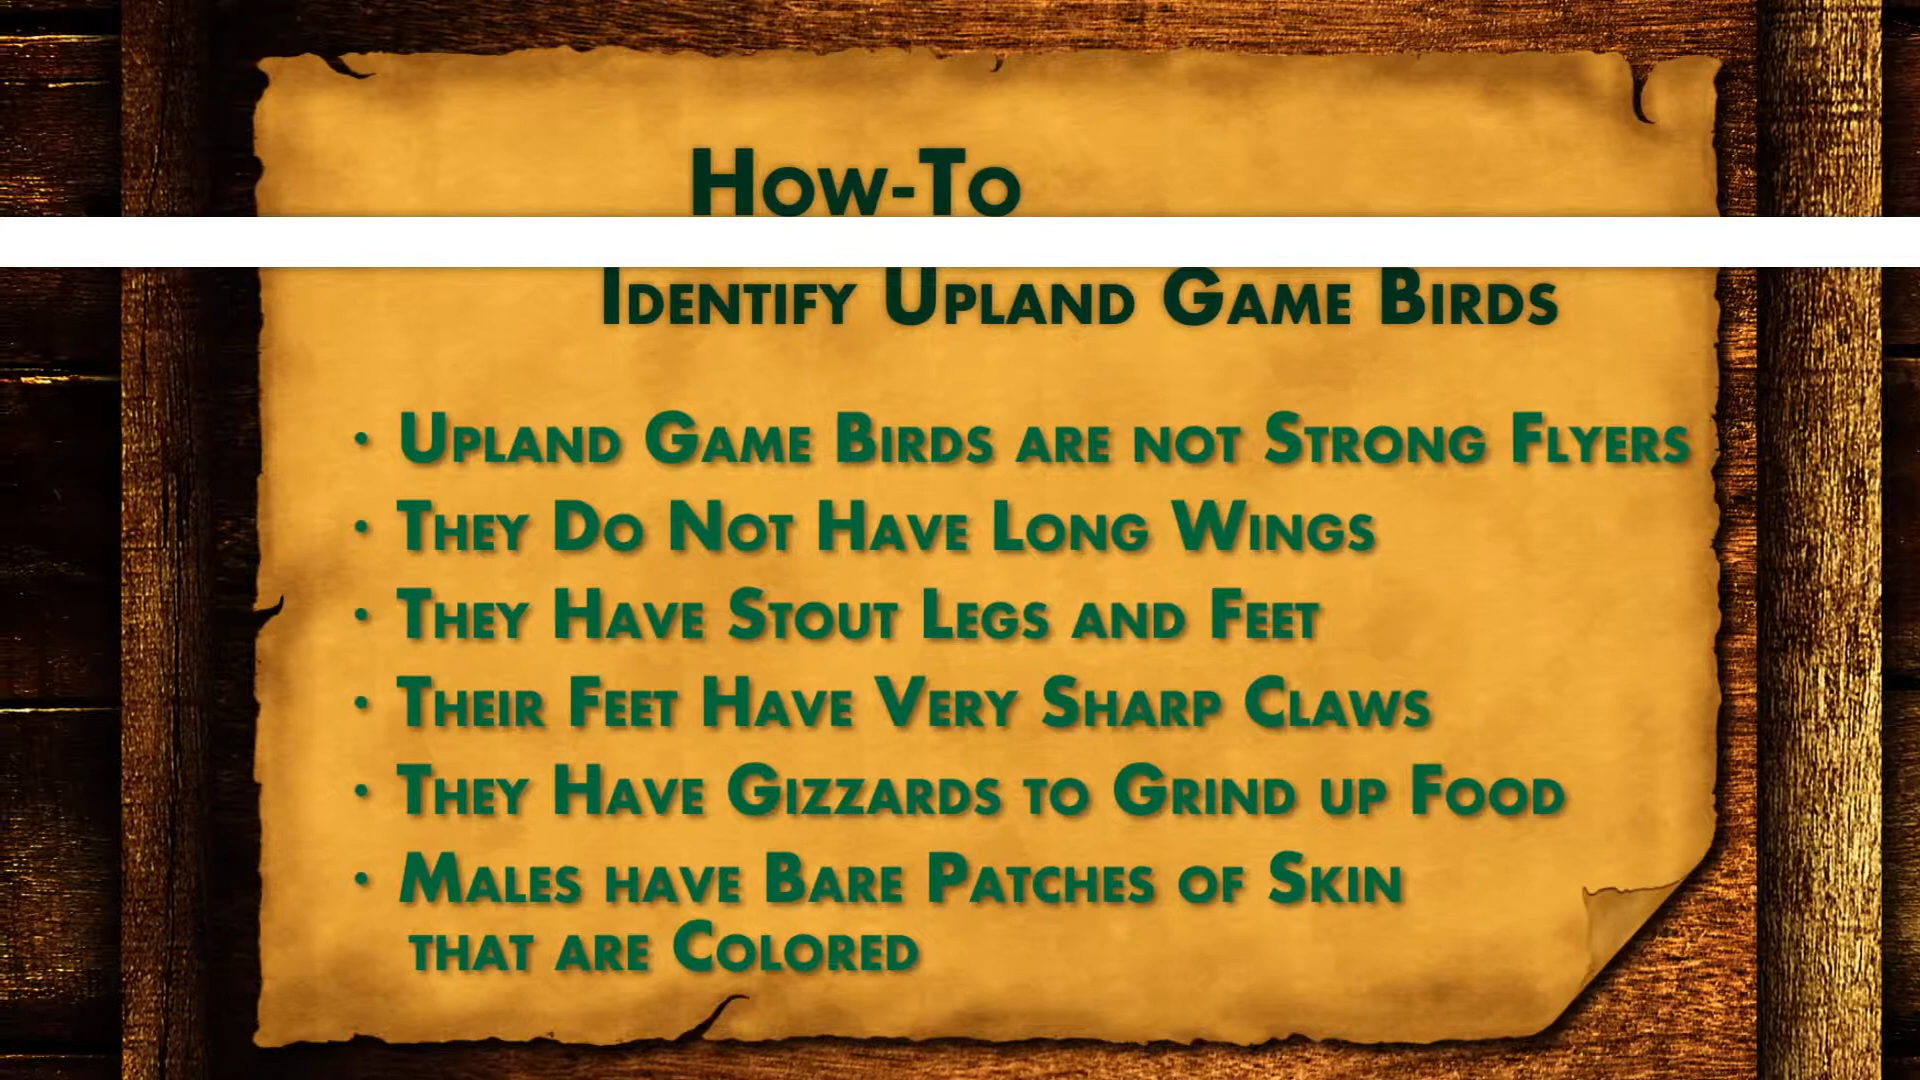 How-To
Identify Upland Game Birds
• Upland Game Birds are not Strong Flyers
• They Do Not Have Long Wings
• They Have Stout Legs and Feet
• Their Feet Have Very Sharp Claws
• They Have Gizzards to Grind up Food
• Males have Bare Patches of Skin
that are Colored